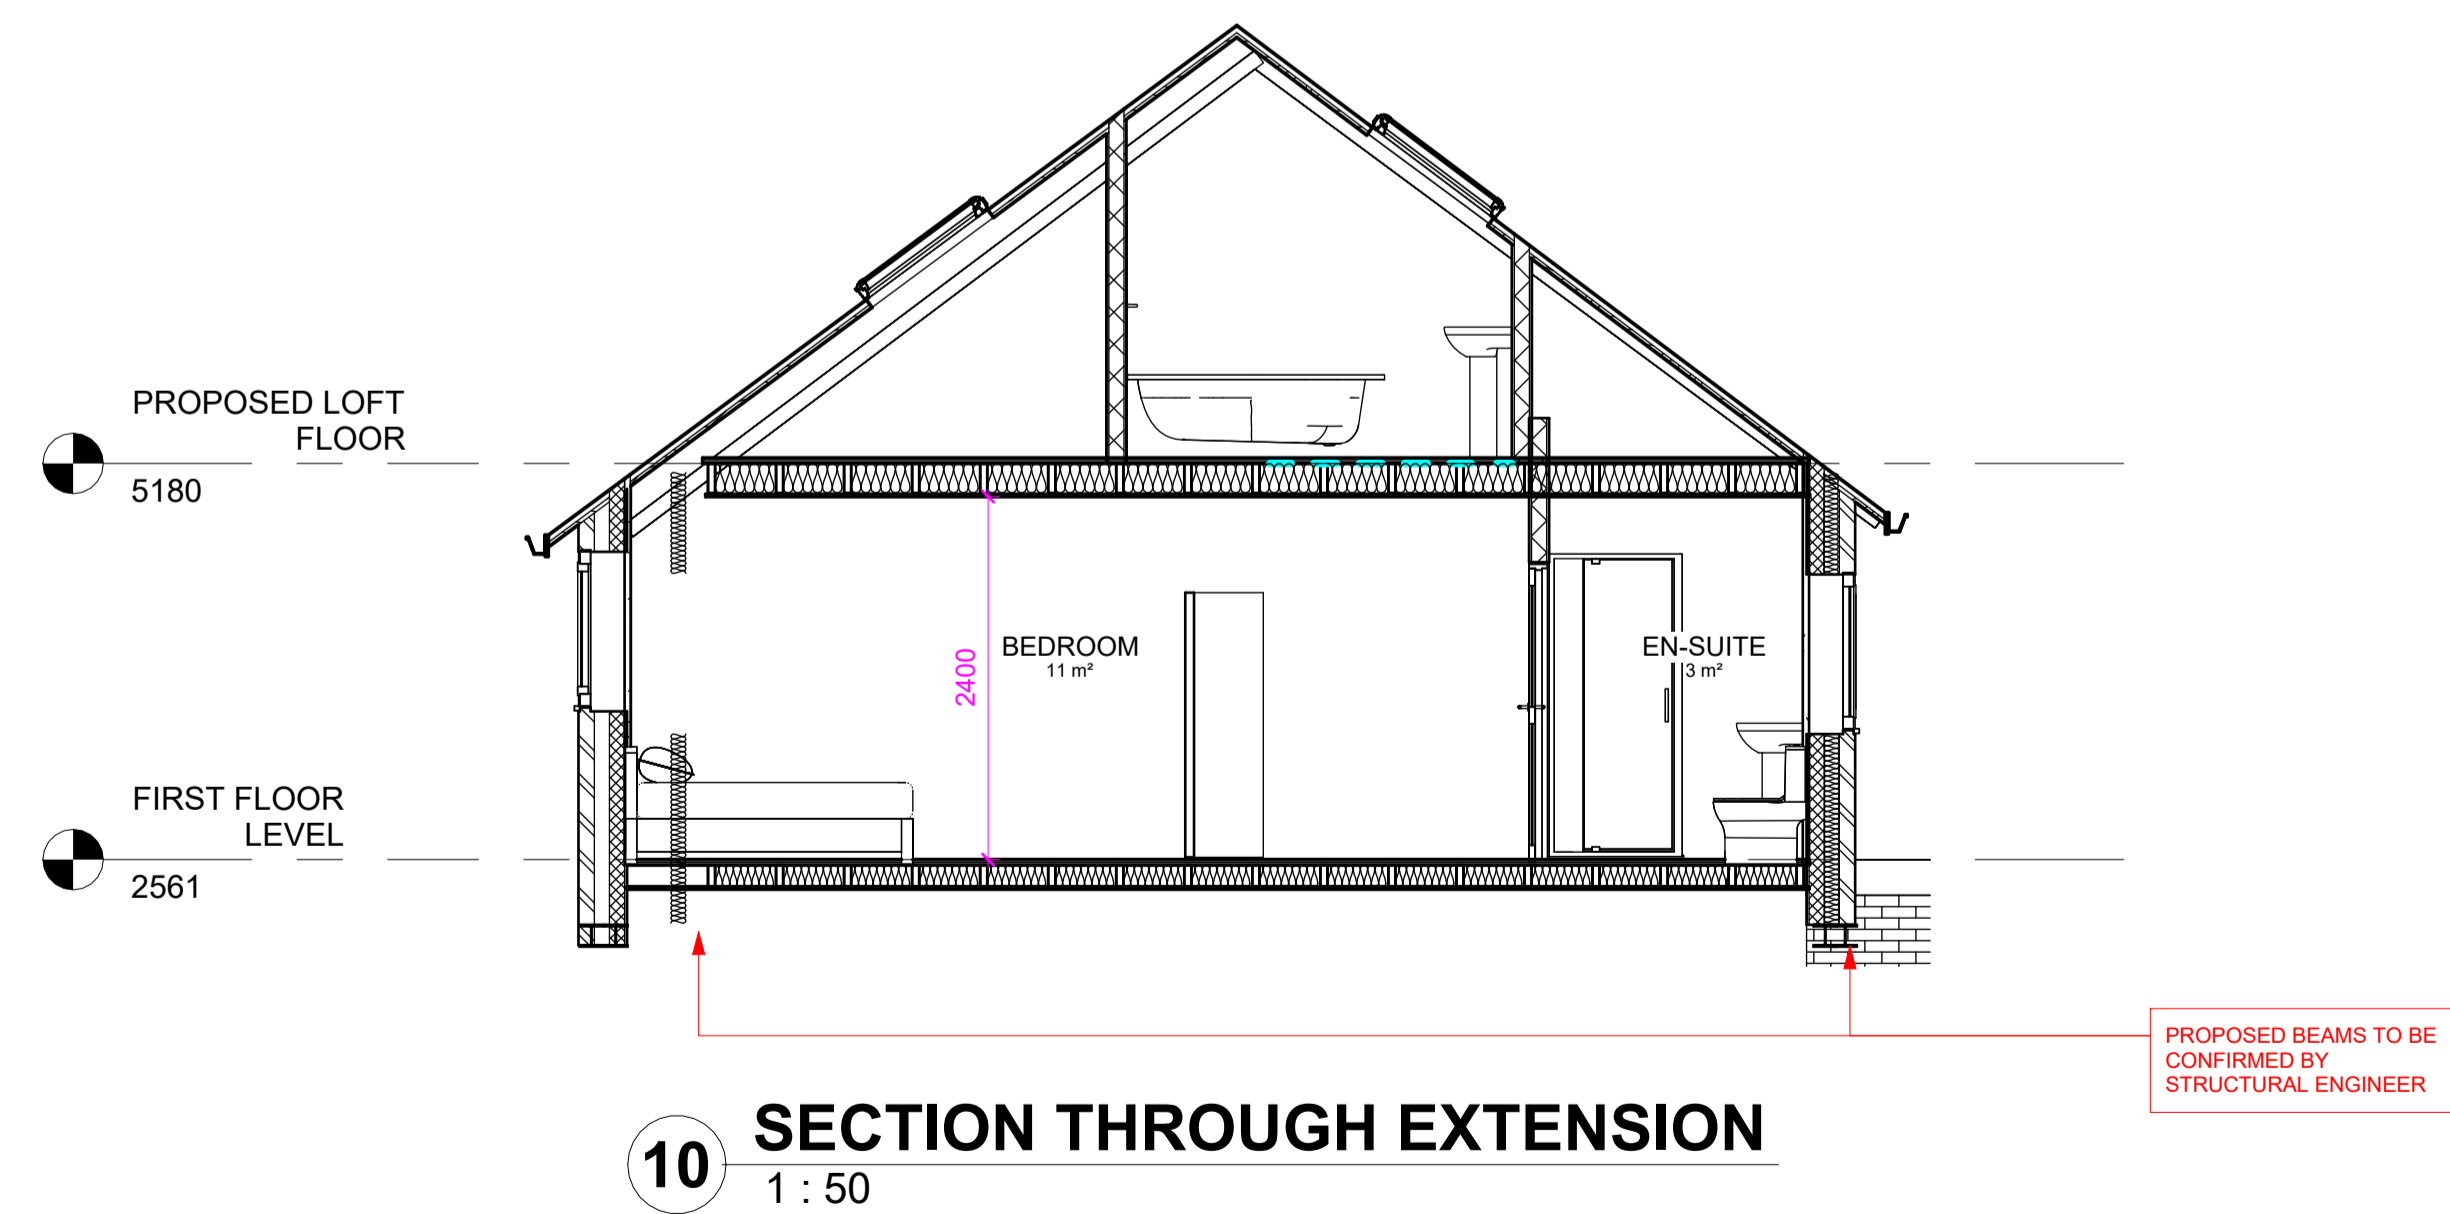 PROPOSED LOFT
FLOOR
5180
FIRST FLOOR
LEVEL
2561
2400
BEDROOM
11 m²
EN-SUITE
3 m²
PROPOSED BEAMS TO BE
CONFIRMED BY
STRUCTURAL ENGINEER
10
SECTION THROUGH EXTENSION
1 : 50